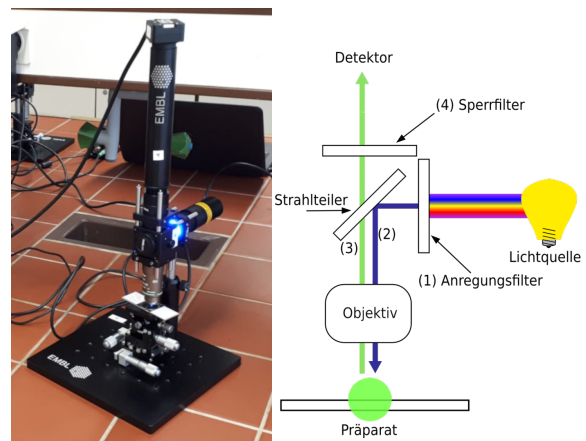 EMBL
EMBL
Detektor
(4) Sperrfilter
Strahlteiler
(3)
(2)
Lichtquelle
(1) Anregungsfilter
Objektiv
Präparat